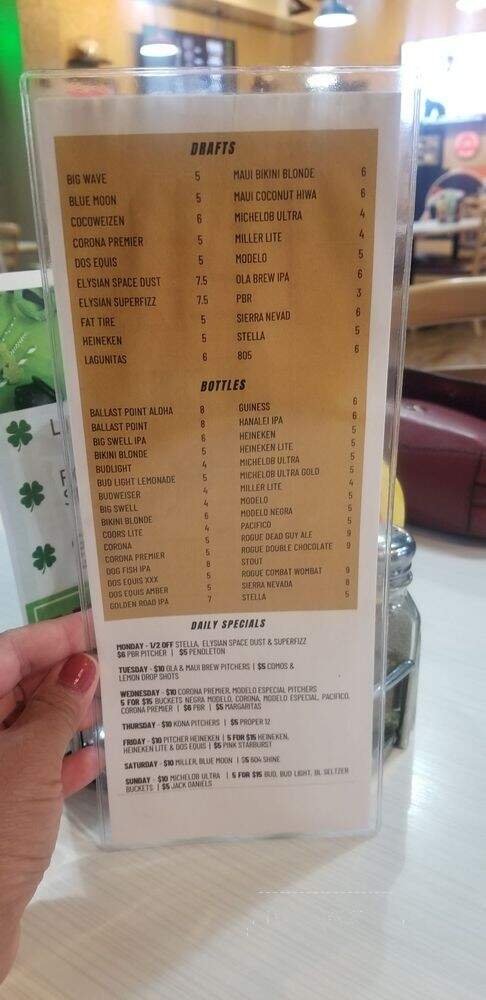 DRAFTS
BIG WAVE 5 MAUI BIKINI BLONDE 6
BLUE MOON 5 MAUI COCONUT HIWA 6
COCOWEIZEN 6 MICHELOB ULTRA 4
CORONA PREMIER 5 MILLER LITE 4
DOS EQUIS 5 MODELO 5
ELYSIAN SPACE DUST 7.5 OLA BREW IPA 6
ELYSIAN SUPERFIZZ 7.5 PBR 3
FAT TIRE 5 SIERRA NEVAD 6
HEINEKEN 5 STELLA 5
LAGUNITAS 6 805 6
BOTTLES
BALLAST POINT ALOHA 8 GUINESS 6
BALLAST POINT 8 HANALEI IPA 6
BIG SWELL IPA 6 HEINEKEN 5
BIKINI BLONDE 5 HEINEKEN LITE 5
BUDLIGHT 4 MICHELOB ULTRA 5
BUD LIGHT LEMONADE 5 MICHELOB ULTRA GOLD 5
BUDWEISER 4 MILLER LITE 4
BIG SWELL 4 MODELO 5
BIKINI BLONDE 6 MODELO NEGRA 5
COORS LITE 4 PACIFICO 5
CORONA 5 ROGUE DEAD GUY ALE 9
CORONA PREMIER 5 ROGUE DOUBLE CHOCOLATE 9
DOG FISH IPA 8 STOUT
DOS EQUIS XXX 5 ROGUE COMBAT WOMBAT 9
DOS EQUIS AMBER 5 SIERRA NEVADA 8
GOLDEN ROAD IPA 7 STELLA 5
DAILY SPECIALS
MONDAY - 1/2 OFF STELLA, ELYSIAN SPACE DUST & SUPERFIZZ
$6 PBR PITCHER | $5 PENDLETON
TUESDAY - $10 OLA & MAUI BREW PITCHERS | $5 COMOS &
LEMON DROP SHOTS
WEDNESDAY - $10 CORONA PREMIER, MODELO ESPECIAL PITCHERS
5 FOR $15 BUCKETS NEGRA MODELO, CORONA, MODELO ESPECIAL, PACIFICO,
CORONA PREMIER | $6 PBR | $5 MARGARITAS
THURSDAY - $10 KONA PITCHERS | $5 PROPER 12
FRIDAY - $10 PITCHER HEINEKEN | 5 FOR $15 HEINEKEN,
HEINEKEN LITE & DOS EQUIS | $5 PINK STARBURST
SATURDAY - $10 MILLER, BLUE MOON | $5 604 SHINE
SUNDAY - $10 MICHELOB ULTRA | 5 FOR $15 BUD, BUD LIGHT, BL SELTZER
BUCKETS | $5 JACK DANIELS